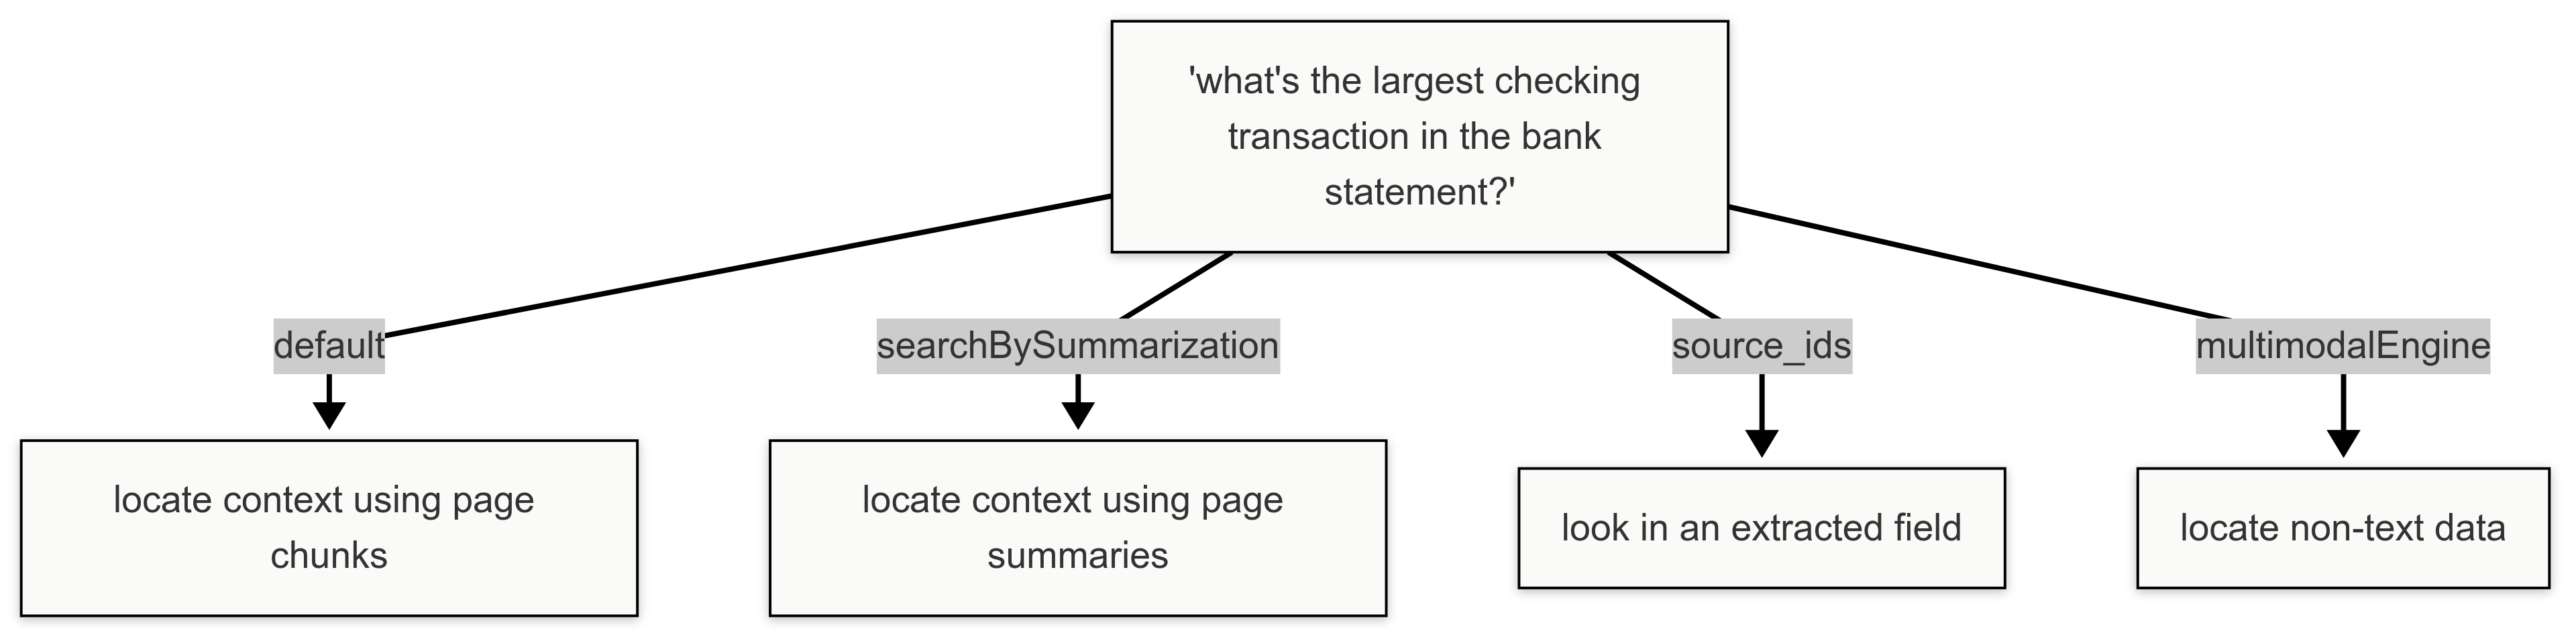 'what's the largest checking
transaction in the bank
statement?'
default
searchBySummarization
source_ids
multimodalEngine
locate context using page
chunks
locate context using page
summaries
look in an extracted field
locate non-text data